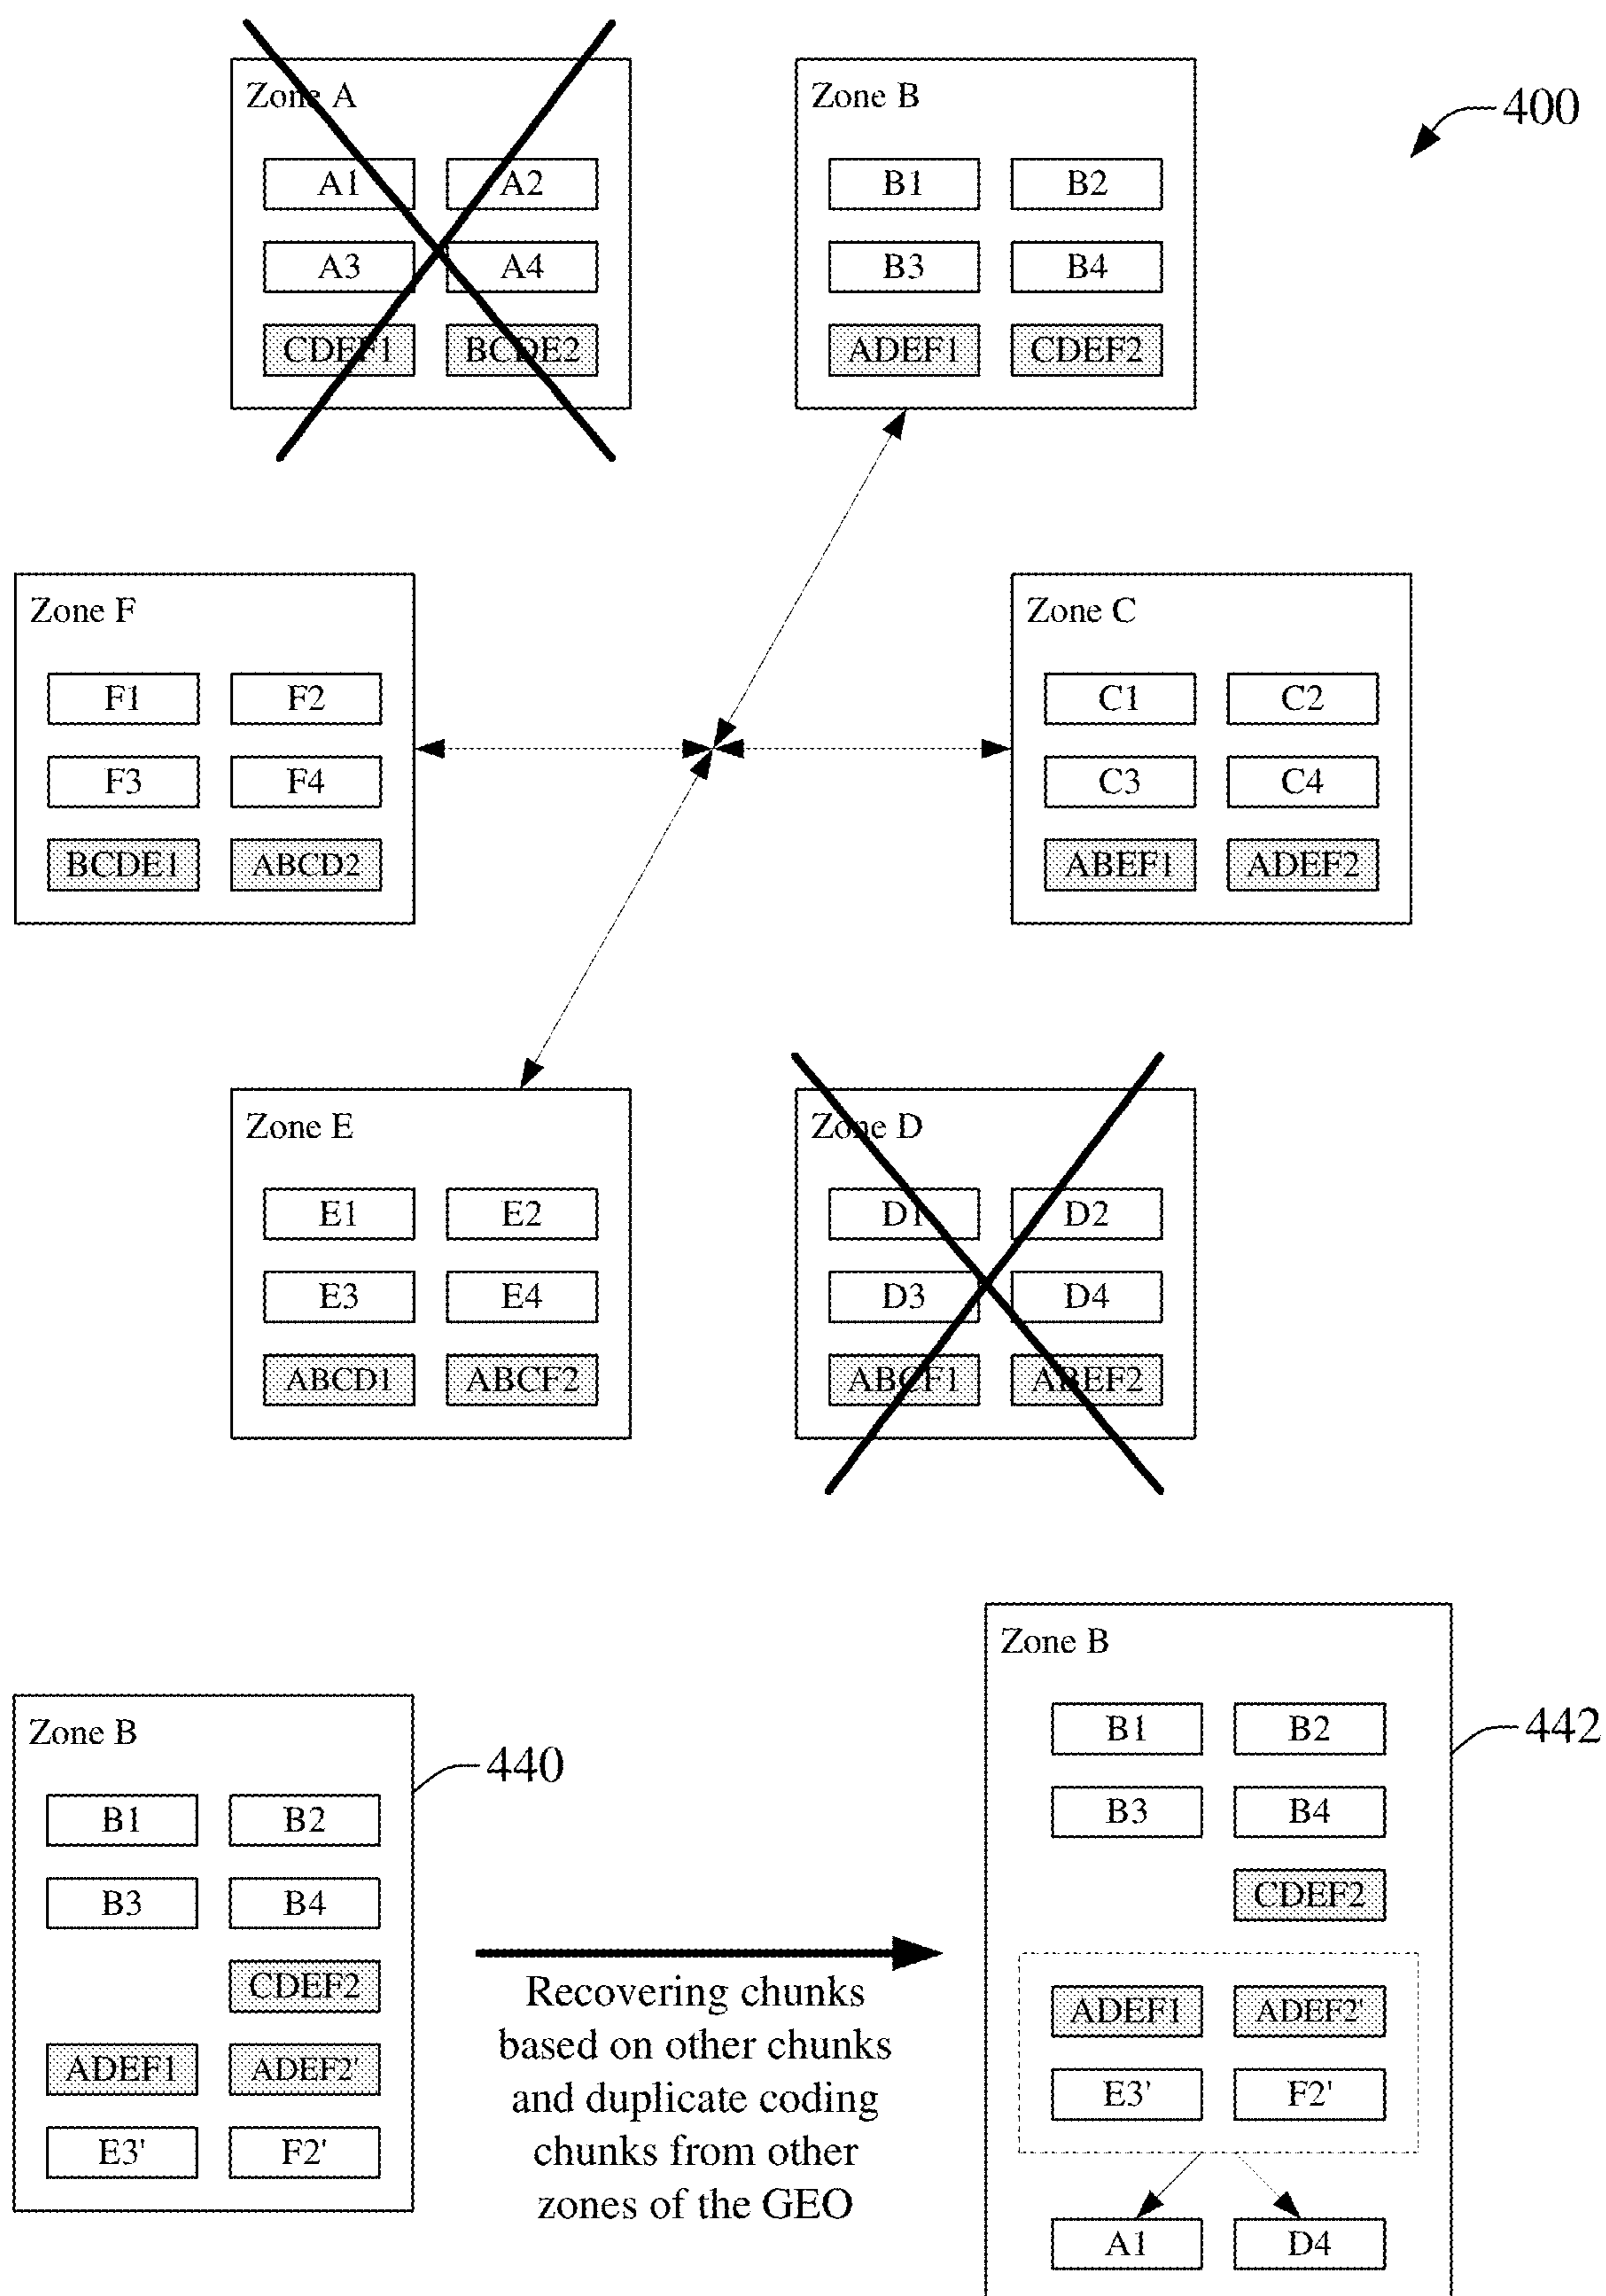 Zone A
A1 A2
A3 A4
CDEF1 BCDE2
Zone B
B1 B2
B3 B4
ADEF1 CDEF2
400
Zone F
F1 F2
F3 F4
BCDE1 ABCD2
Zone C
C1 C2
C3 C4
ABEF1 ADEF2
Zone E
E1 E2
E3 E4
ABCD1 ABCF2
Zone D
D1 D2
D3 D4
ABCF1 ABEF2
Zone B
440
B1 B2
B3 B4
CDEF2
ADEF1 ADEF2'
E3' F2'
Recovering chunks
based on other chunks
and duplicate coding
chunks from other
zones of the GEO
Zone B
442
B1 B2
B3 B4
CDEF2
ADEF1 ADEF2'
E3' F2'
A1 D4